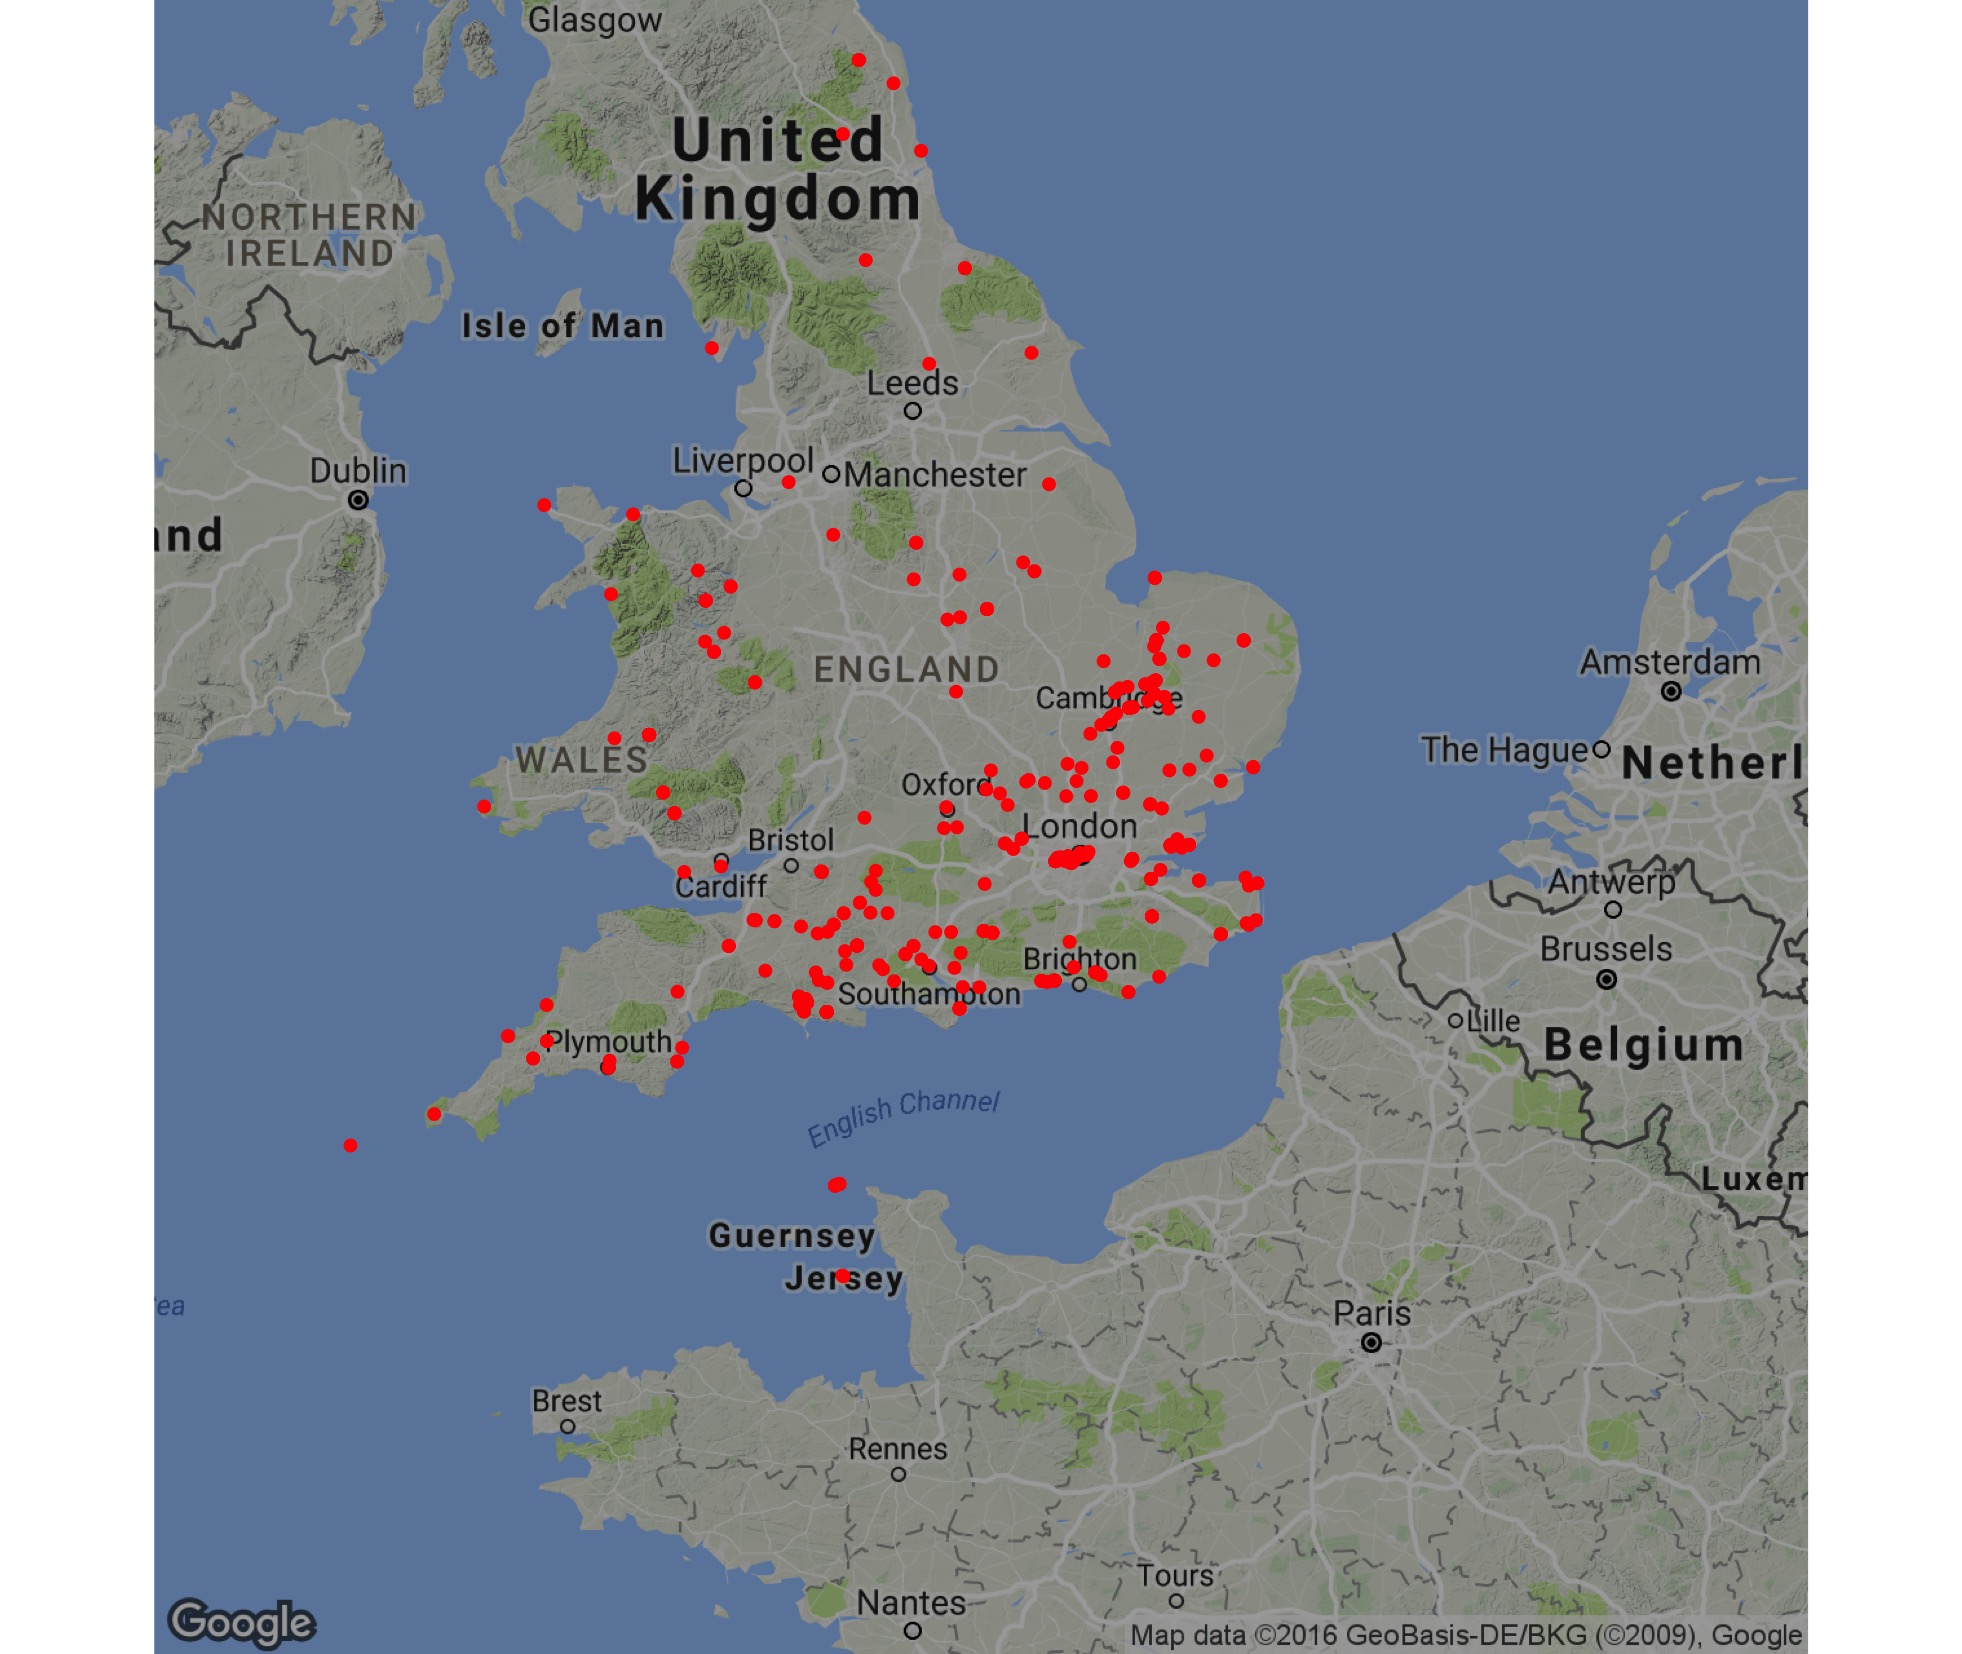 Glasgow
United
Kingdom
NORTHERN
IRELAND
Isle of Man
Leeds
Liverpool
Manchester
Dublin
and
ENGLAND
Amsterdam
Cambridge
The Hague
Netherl
WALES
Oxford
London
Bristol
Cardiff
Antwerp
Brussels
Brighton
Southampton
Lille
Plymouth
Belgium
English Channel
Luxem
Guernsey
Jersey
ea
Paris
Brest
Rennes
Tours
Nantes
Google
Map data ©2016 GeoBasis-DE/BKG (©2009), Google